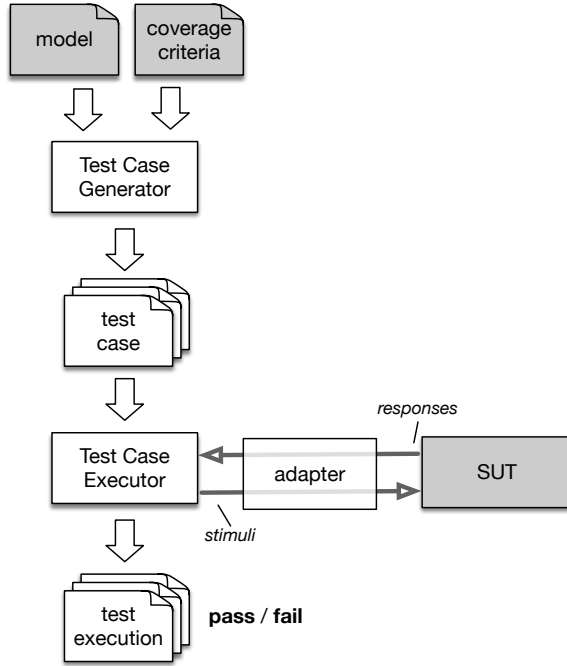 model
coverage
criteria
Test Case
Generator
test
case
responses
Test Case
Executor
adapter
SUT
stimuli
test
execution
pass / fail